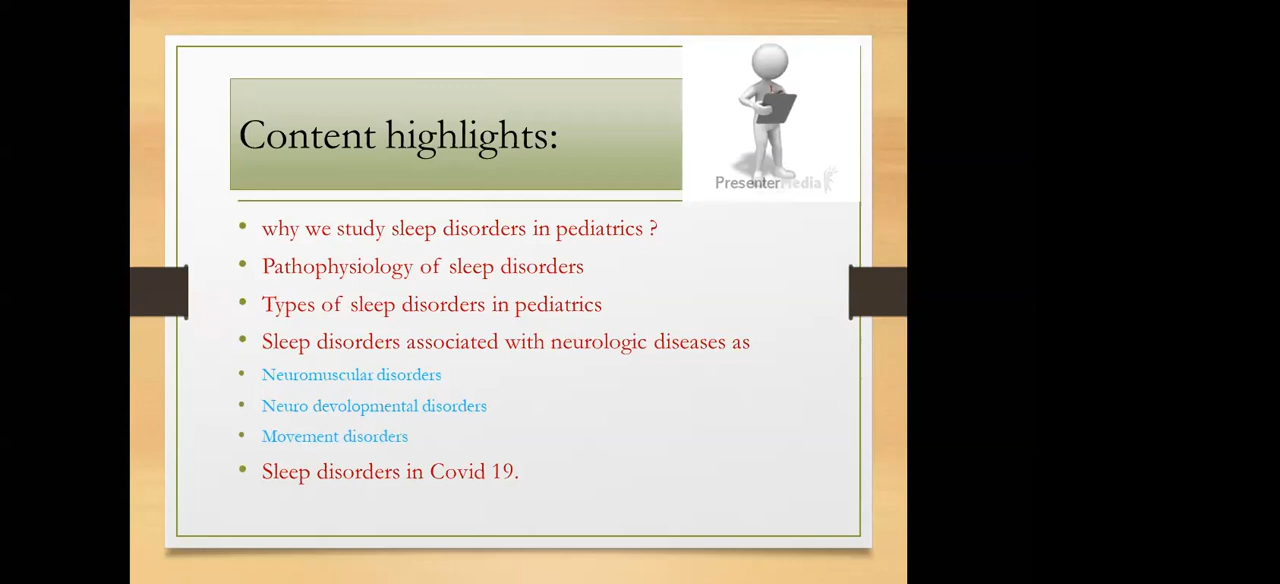 PresenterMedia
Content highlights:
• why we study sleep disorders in pediatrics ?
• Pathophysiology of sleep disorders
• Types of sleep disorders in pediatrics
• Sleep disorders associated with neurologic diseases as
• Neuromuscular disorders
• Neuro devolopmental disorders
• Movement disorders
• Sleep disorders in Covid 19.